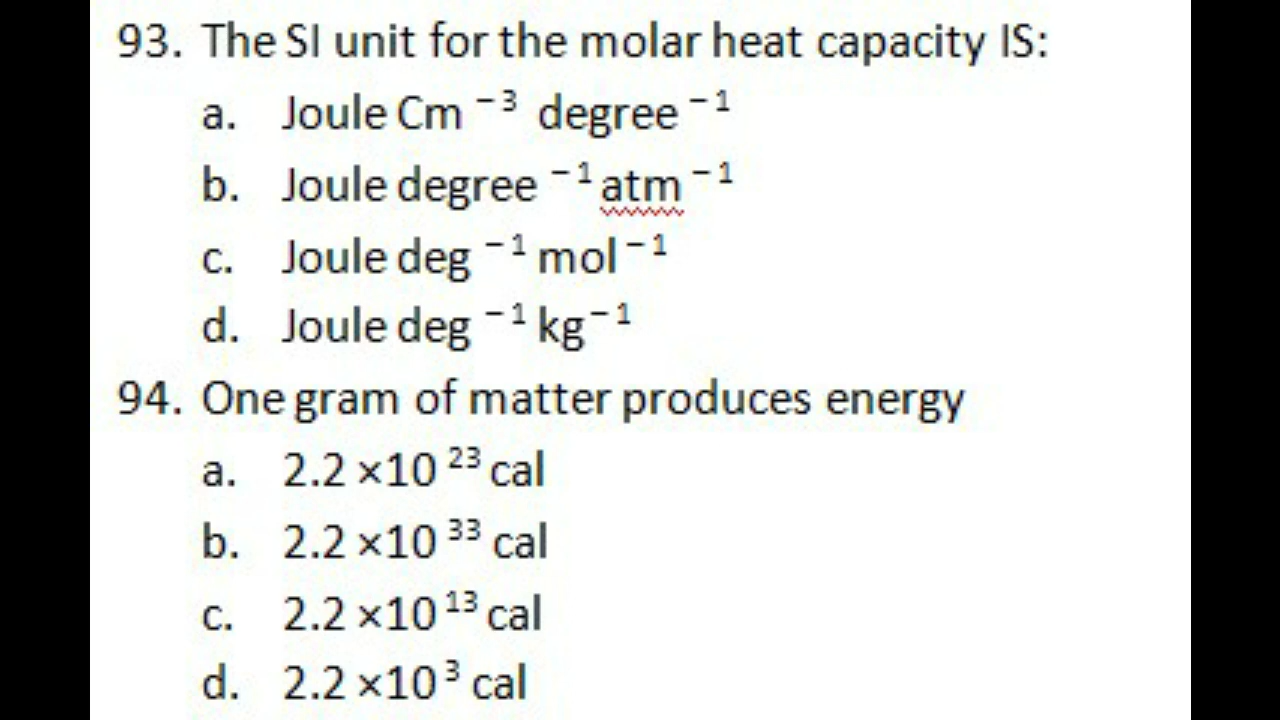 93. The SI unit for the molar heat capacity IS:
a. Joule Cm ⁻³ degree ⁻¹
b. Joule degree ⁻¹ atm ⁻¹
c. Joule deg ⁻¹ mol ⁻¹
d. Joule deg ⁻¹ kg⁻¹
94. One gram of matter produces energy
a. 2.2 ×10 ²³ cal
b. 2.2 ×10 ³³ cal
c. 2.2 ×10 ¹³ cal
d. 2.2 ×10 ³ cal